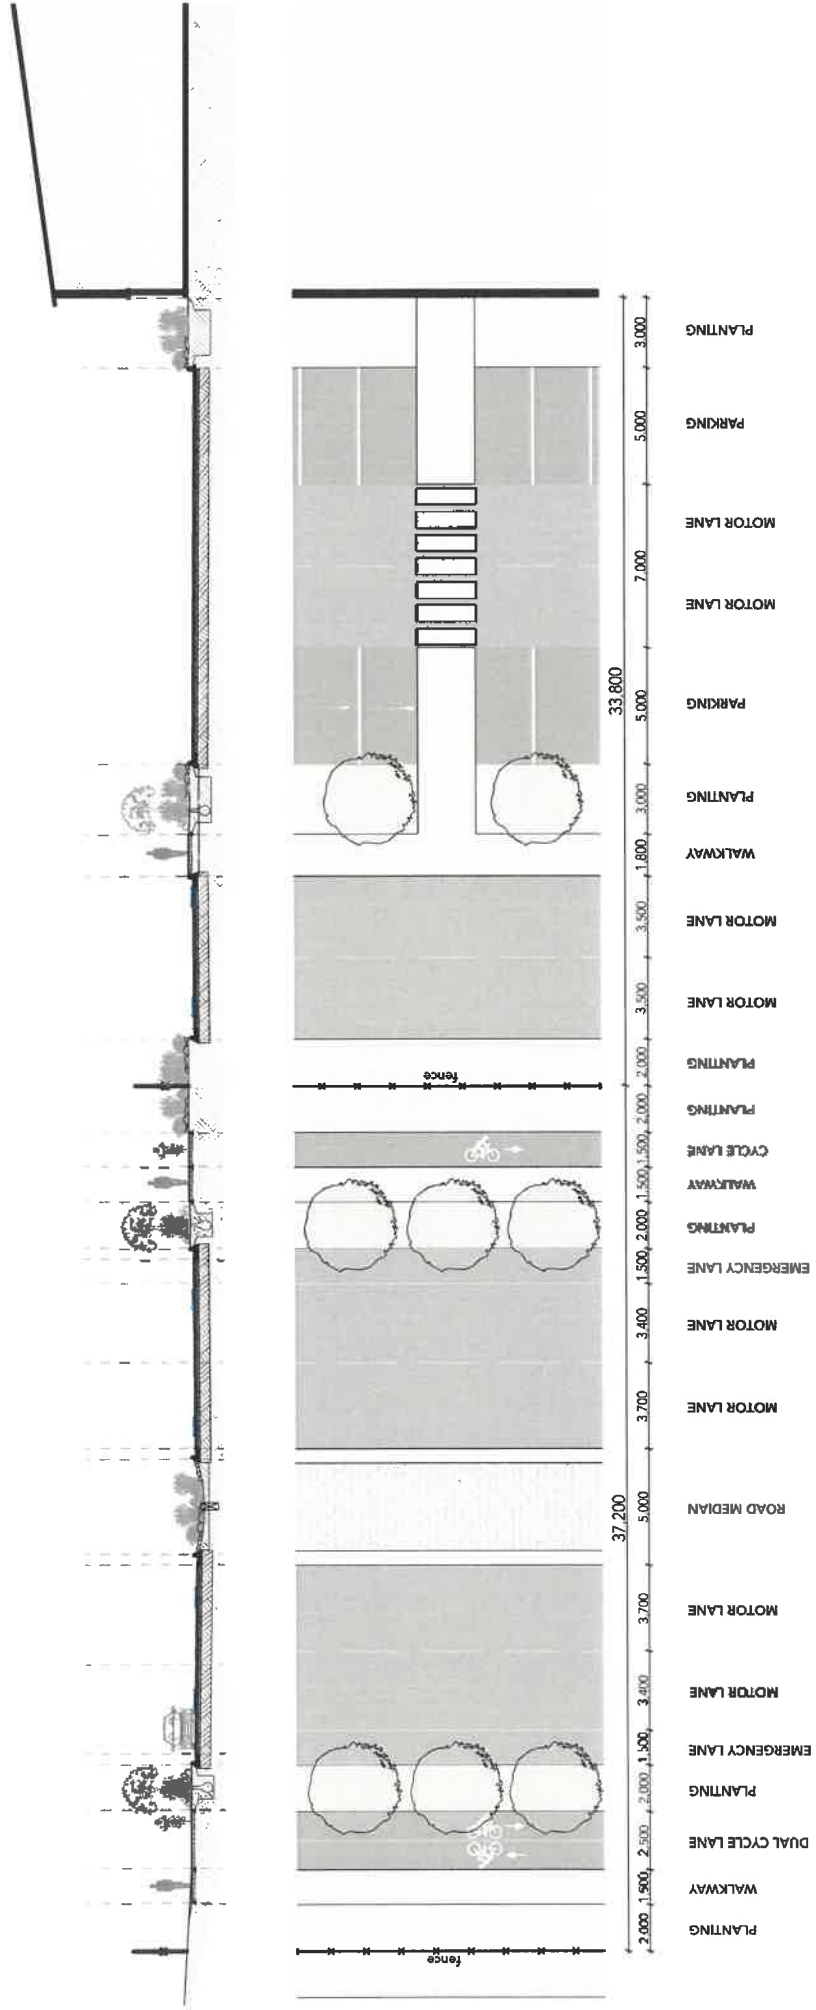 PLANTING
3.000
PARKING
5.000
MOTOR LANE
7.000
MOTOR LANE
PARKING
5.000
33,800
PLANTING
3.000
WALKWAY
1.800
MOTOR LANE
3.500
MOTOR LANE
3.500
PLANTING
2.000
fence
PLANTING
2.000
CYCLE LANE
1.500
WALKWAY
1.500
PLANTING
2.000
EMERGENCY LANE
1.500
MOTOR LANE
3.400
MOTOR LANE
3.700
ROAD MEDIAN
5.000
37,200
MOTOR LANE
3.700
MOTOR LANE
3.400
EMERGENCY LANE
1.500
PLANTING
2.000
DUAL CYCLE LANE
2.500
WALKWAY
1.500
PLANTING
2.000
fence